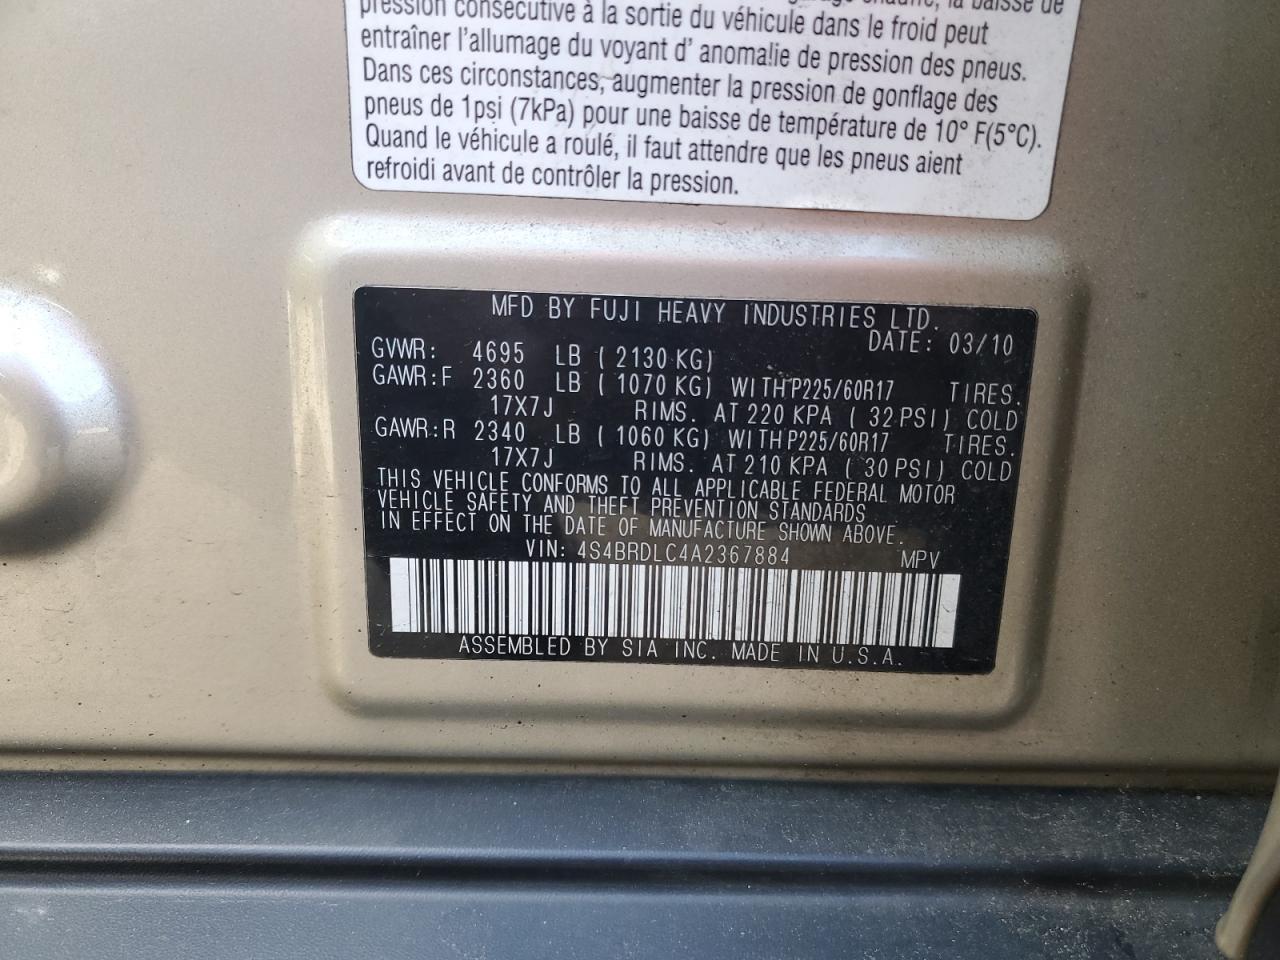 la baisse de
pression consécutive à la sortie du véhicule dans le froid peut
entraîner l'allumage du voyant d' anomalie de pression des pneus.
Dans ces circonstances, augmenter la pression de gonflage des
pneus de 1psi (7kPa) pour une baisse de température de 10° F(5°C).
Quand le véhicule a roulé, il faut attendre que les pneus aient
refroidi avant de contrôler la pression.
MFD BY FUJI HEAVY INDUSTRIES LTD.
DATE: 03/10
GVWR: 4695 LB ( 2130 KG)
GAWR:F 2360 LB ( 1070 KG) WITH P225/60R17 TIRES.
17X7J RIMS. AT 220 KPA ( 32 PSI) COLD
GAWR:R 2340 LB ( 1060 KG) WITH P225/60R17 TIRES.
17X7J RIMS. AT 210 KPA ( 30 PSI) COLD
THIS VEHICLE CONFORMS TO ALL APPLICABLE FEDERAL MOTOR
VEHICLE SAFETY AND THEFT PREVENTION STANDARDS
IN EFFECT ON THE DATE OF MANUFACTURE SHOWN ABOVE.
VIN: 4S4BRDLC4A2367884 MPV
ASSEMBLED BY SIA INC. MADE IN U.S.A.